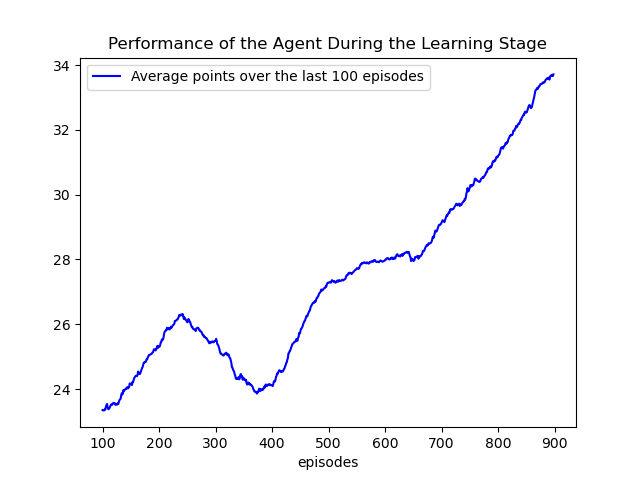 Performance of the Agent During the Learning Stage
Average points over the last 100 episodes
34
32
30
28
26
24
100 200 300 400 500 600 700 800 900
episodes